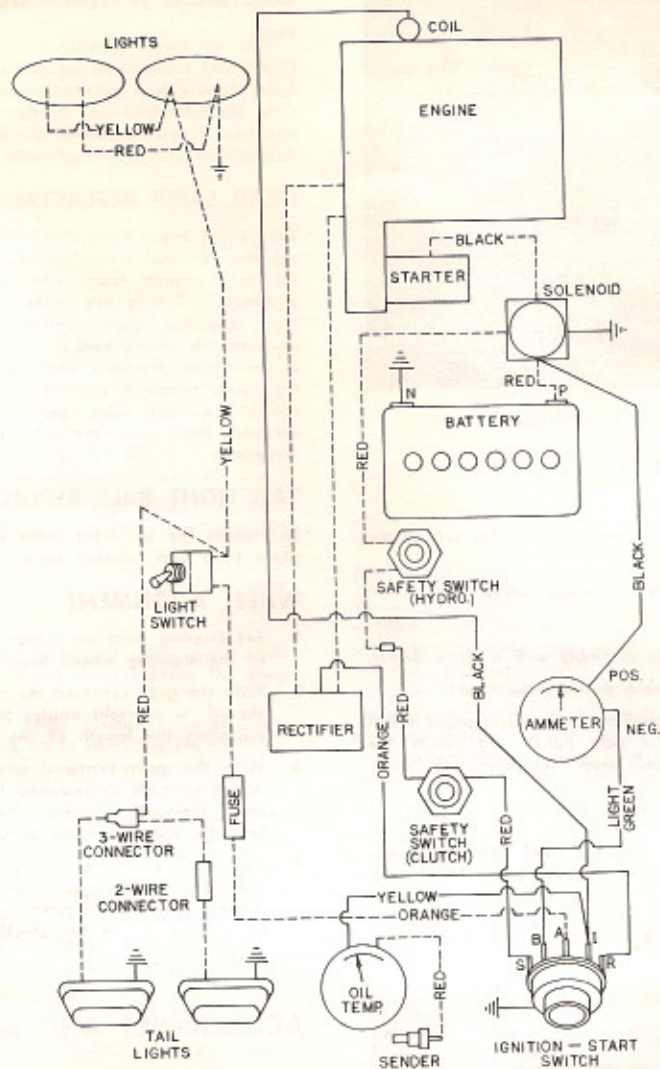 LIGHTS
COIL
ENGINE
YELLOW
RED
BLACK
STARTER
SOLENOID
RED
N
P
BATTERY
RED
YELLOW
BLACK
SAFETY SWITCH
(HYDRO.)
LIGHT
SWITCH
RED
BLACK
POS.
AMMETER
NEG.
RECTIFIER
ORANGE
RED
FUSE
SAFETY
SWITCH
(CLUTCH)
RED
LIGHT
GREEN
3-WIRE
CONNECTOR
2-WIRE
CONNECTOR
YELLOW
ORANGE
S
B
A
I
R
OIL
TEMP.
RED
SENDER
TAIL
LIGHTS
IGNITION — START
SWITCH